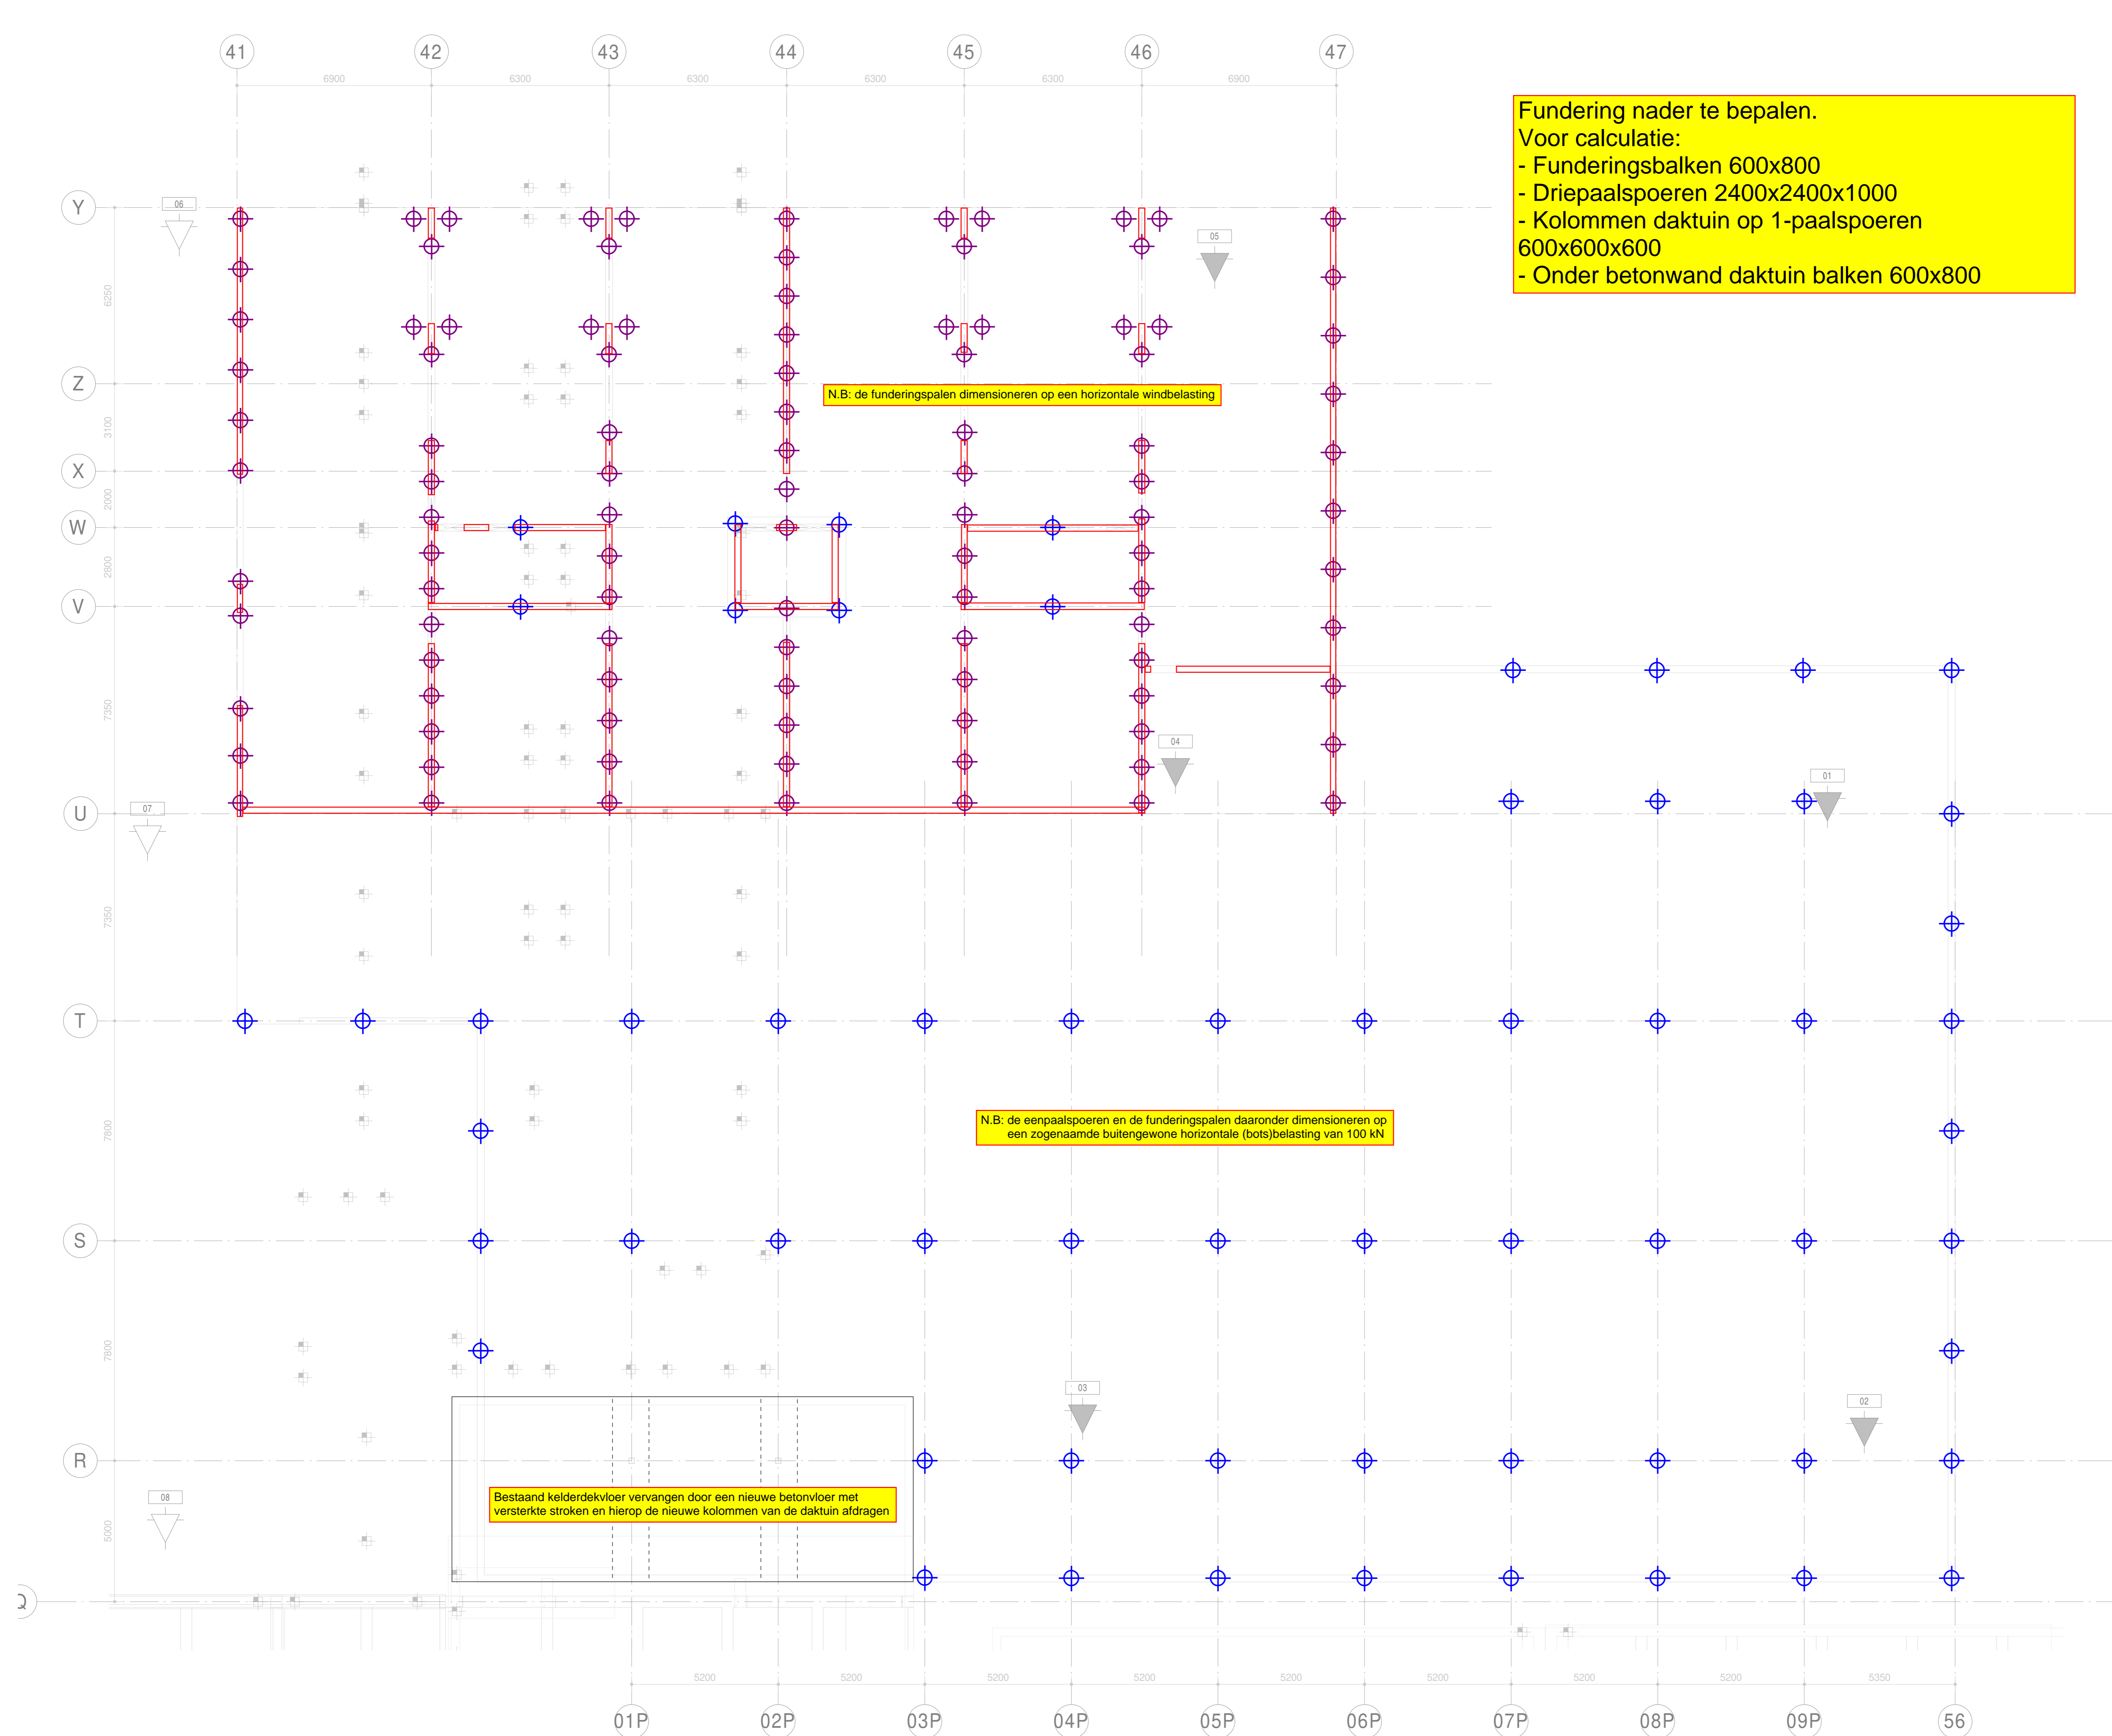 41
42
43
44
45
46
47
6900
6300
6300
6300
6300
6900
Fundering nader te bepalen.
Voor calculatie:
- Funderingsbalken 600x800
- Driepaalspoeren 2400x2400x1000
- Kolommen daktuin op 1-paalspoeren
600x600x600
- Onder betonwand daktuin balken 600x800
Y
06
05
6250
Z
N.B: de funderingspalen dimensioneren op een horizontale windbelasting
3100
X
2000
W
2800
V
7350
04
01
07
U
7350
T
N.B: de eenpaalspoeren en de funderingspalen daaronder dimensioneren op
een zogenaamde buitengewone horizontale (bots)belasting van 100 kN
7800
S
7800
03
02
R
08
Bestaand kelderdekvloer vervangen door een nieuwe betonvloer met
versterkte stroken en hierop de nieuwe kolommen van de daktuin afdragen
5000
Q
5200
5200
5200
5200
5200
5200
5200
5200
5350
01P
02P
03P
04P
05P
06P
07P
08P
09P
56